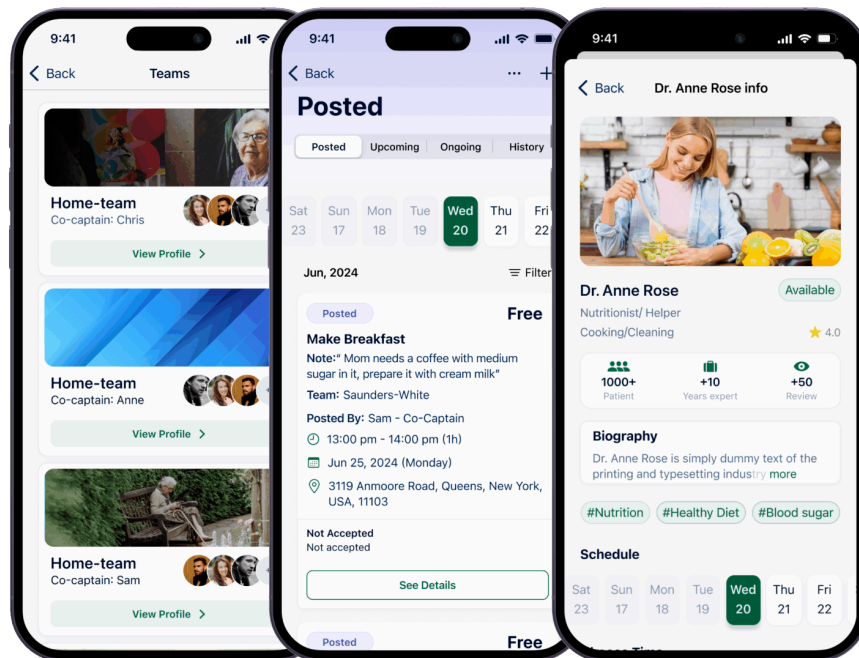 9:41
Back
Teams
Home-team
Co-captain: Chris
View Profile
Home-team
Co-captain: Anne
View Profile
Home-team
Co-captain: Sam
View Profile
9:41
Back
Posted
Posted Upcoming Ongoing History
Sat Sun Mon Tue Wed Thu Fri
23 17 18 19 20 21 22
Jun, 2024
Filter
Posted
Free
Make Breakfast
Note:“ Mom needs a coffee with medium
sugar in it, prepare it with cream milk”
Team: Saunders-White
Posted By: Sam - Co-Captain
13:00 pm - 14:00 pm (1h)
Jun 25, 2024 (Monday)
3119 Anmoore Road, Queens, New York,
USA, 11103
Not Accepted
Not accepted
See Details
Posted
Free
9:41
Back
Dr. Anne Rose info
Dr. Anne Rose
Available
Nutritionist/ Helper
Cooking/Cleaning
4.0
1000+ +10 +50
Patient Years expert Review
Biography
Dr. Anne Rose is simply dummy text of the
printing and typesetting industry more
#Nutrition #Healthy Diet #Blood sugar
Schedule
Sat Sun Mon Tue Wed Thu Fri
23 17 18 19 20 21 22